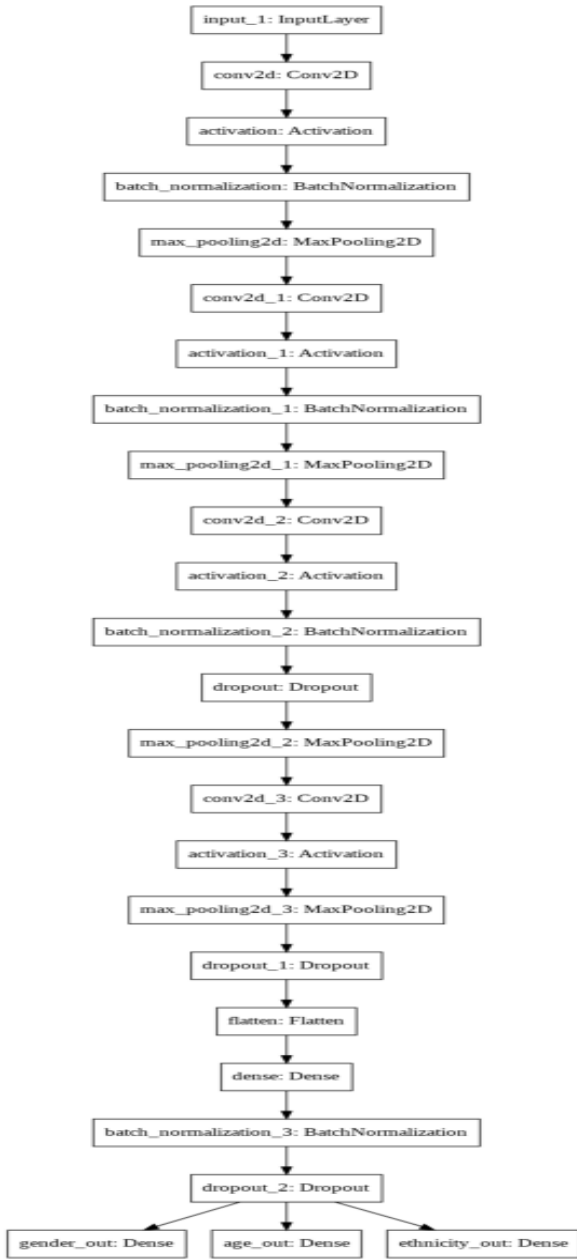 input_1: InputLayer
conv2d: Conv2D
activation: Activation
batch_normalization: BatchNormalization
max_pooling2d: MaxPooling2D
conv2d_1: Conv2D
activation_1: Activation
batch_normalization_1: BatchNormalization
max_pooling2d_1: MaxPooling2D
conv2d_2: Conv2D
activation_2: Activation
batch_normalization_2: BatchNormalization
dropout: Dropout
max_pooling2d_2: MaxPooling2D
conv2d_3: Conv2D
activation_3: Activation
max_pooling2d_3: MaxPooling2D
dropout_1: Dropout
flatten: Flatten
dense: Dense
batch_normalization_3: BatchNormalization
dropout_2: Dropout
gender_out: Dense age_out: Dense ethnicity_out: Dense